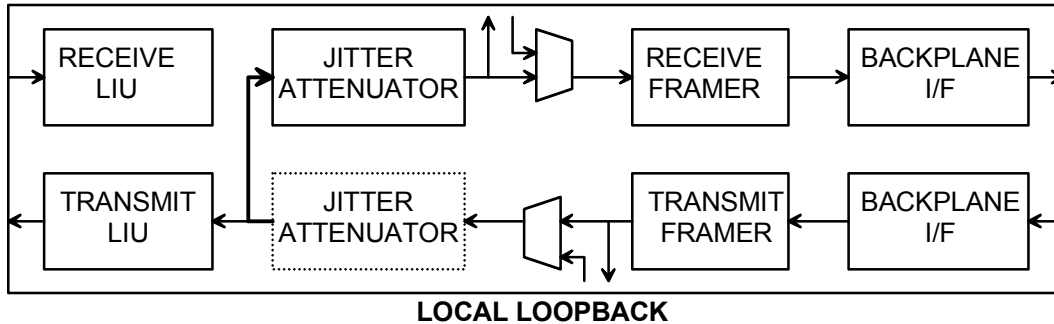 RECEIVE
LIU
JITTER
ATTENUATOR
RECEIVE
FRAMER
BACKPLANE
I/F
TRANSMIT
LIU
JITTER
ATTENUATOR
TRANSMIT
FRAMER
BACKPLANE
I/F
LOCAL LOOPBACK